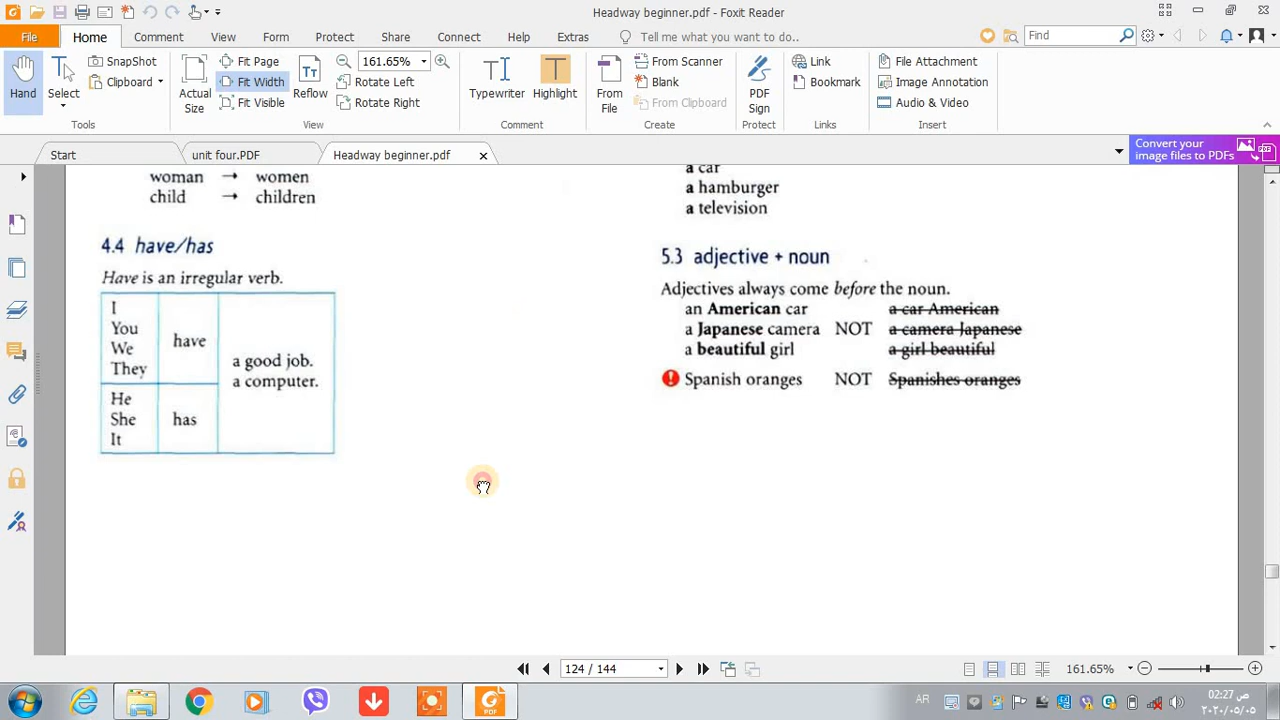 Headway beginner.pdf - Foxit Reader
File Home Comment View Form Protect Share Connect Help Extras Tell me what you want to do.. Find
Hand
Select
SnapShot
Clipboard
Tools
Actual Size
Fit Page
Fit Width
Fit Visible
Reflow
161.65%
Rotate Left
Rotate Right
View
Typewriter
Highlight
Comment
From File
From Scanner
Blank
From Clipboard
Create
PDF Sign
Protect
Link
Bookmark
Links
File Attachment
Image Annotation
Audio & Video
Insert
Start
unit four.PDF
Headway beginner.pdf
Convert your
image files to PDFs
woman → women
child → children
4.4 have/has
Have is an irregular verb.
I
You
We
They
have
He
She
It
has
a good job.
a computer.
a car
a hamburger
a television
5.3 adjective + noun
Adjectives always come before the noun.
an American car a car American
a Japanese camera NOT a camera Japanese
a beautiful girl a girl beautiful
! Spanish oranges NOT Spanishes oranges
124 / 144
161.65%
PDF
AR
02:27 ص
٢٠٢٠/٠٥/٠٥